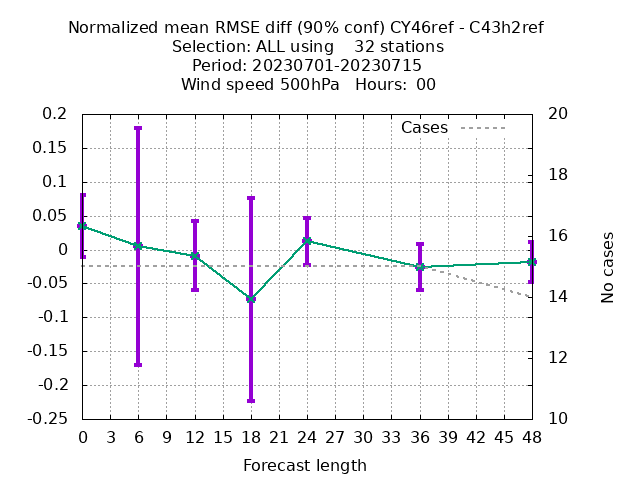 Normalized mean RMSE diff (90% conf) CY46ref - C43h2ref
Selection: ALL using    32 stations
Period: 20230701-20230715
Wind speed 500hPa   Hours:  00
Cases
0.2
0.15
0.1
0.05
0
-0.05
-0.1
-0.15
-0.2
-0.25
20
18
16
14
12
10
No cases
0 3 6 9 12 15 18 21 24 27 30 33 36 39 42 45 48
Forecast length